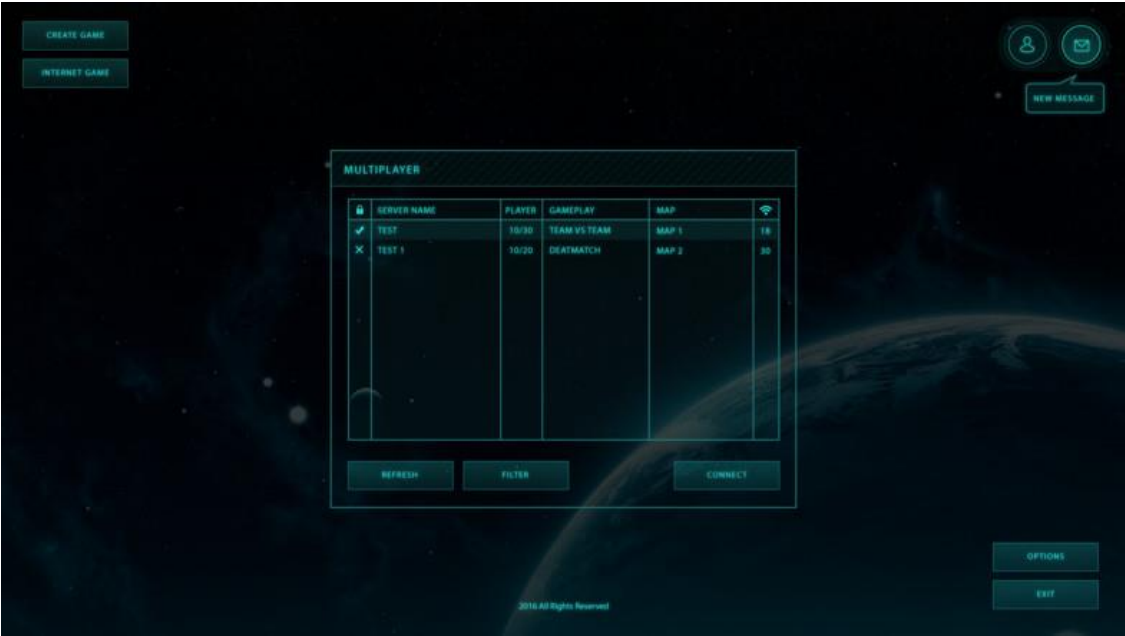 CREATE GAME
INTERNET GAME
NEW MESSAGE
MULTIPLAYER
SERVER NAME PLAYER GAMEPLAY MAP
TEST 10/30 TEAM VS TEAM MAP 1 18
TEST 1 10/20 DEATMATCH MAP 2 30
REFRESH FILTER CONNECT
OPTIONS
EXIT
2016 All Rights Reserved